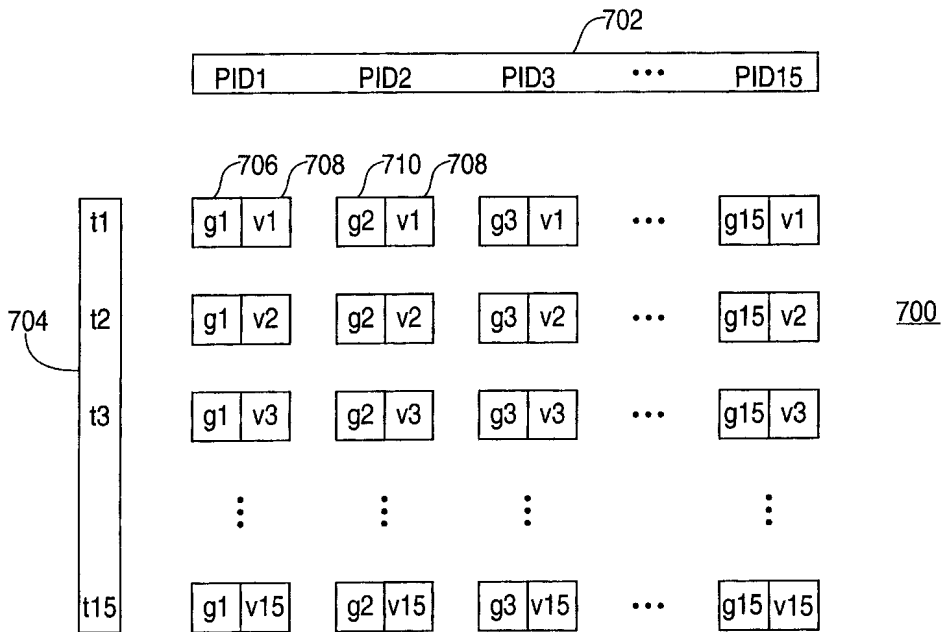 702
PID1 PID2 PID3 ••• PID15
706 708 710 708
t1 g1 v1 g2 v1 g3 v1 ••• g15 v1
704 t2 g1 v2 g2 v2 g3 v2 ••• g15 v2 700
t3 g1 v3 g2 v3 g3 v3 ••• g15 v3
t15 g1 v15 g2 v15 g3 v15 ••• g15 v15